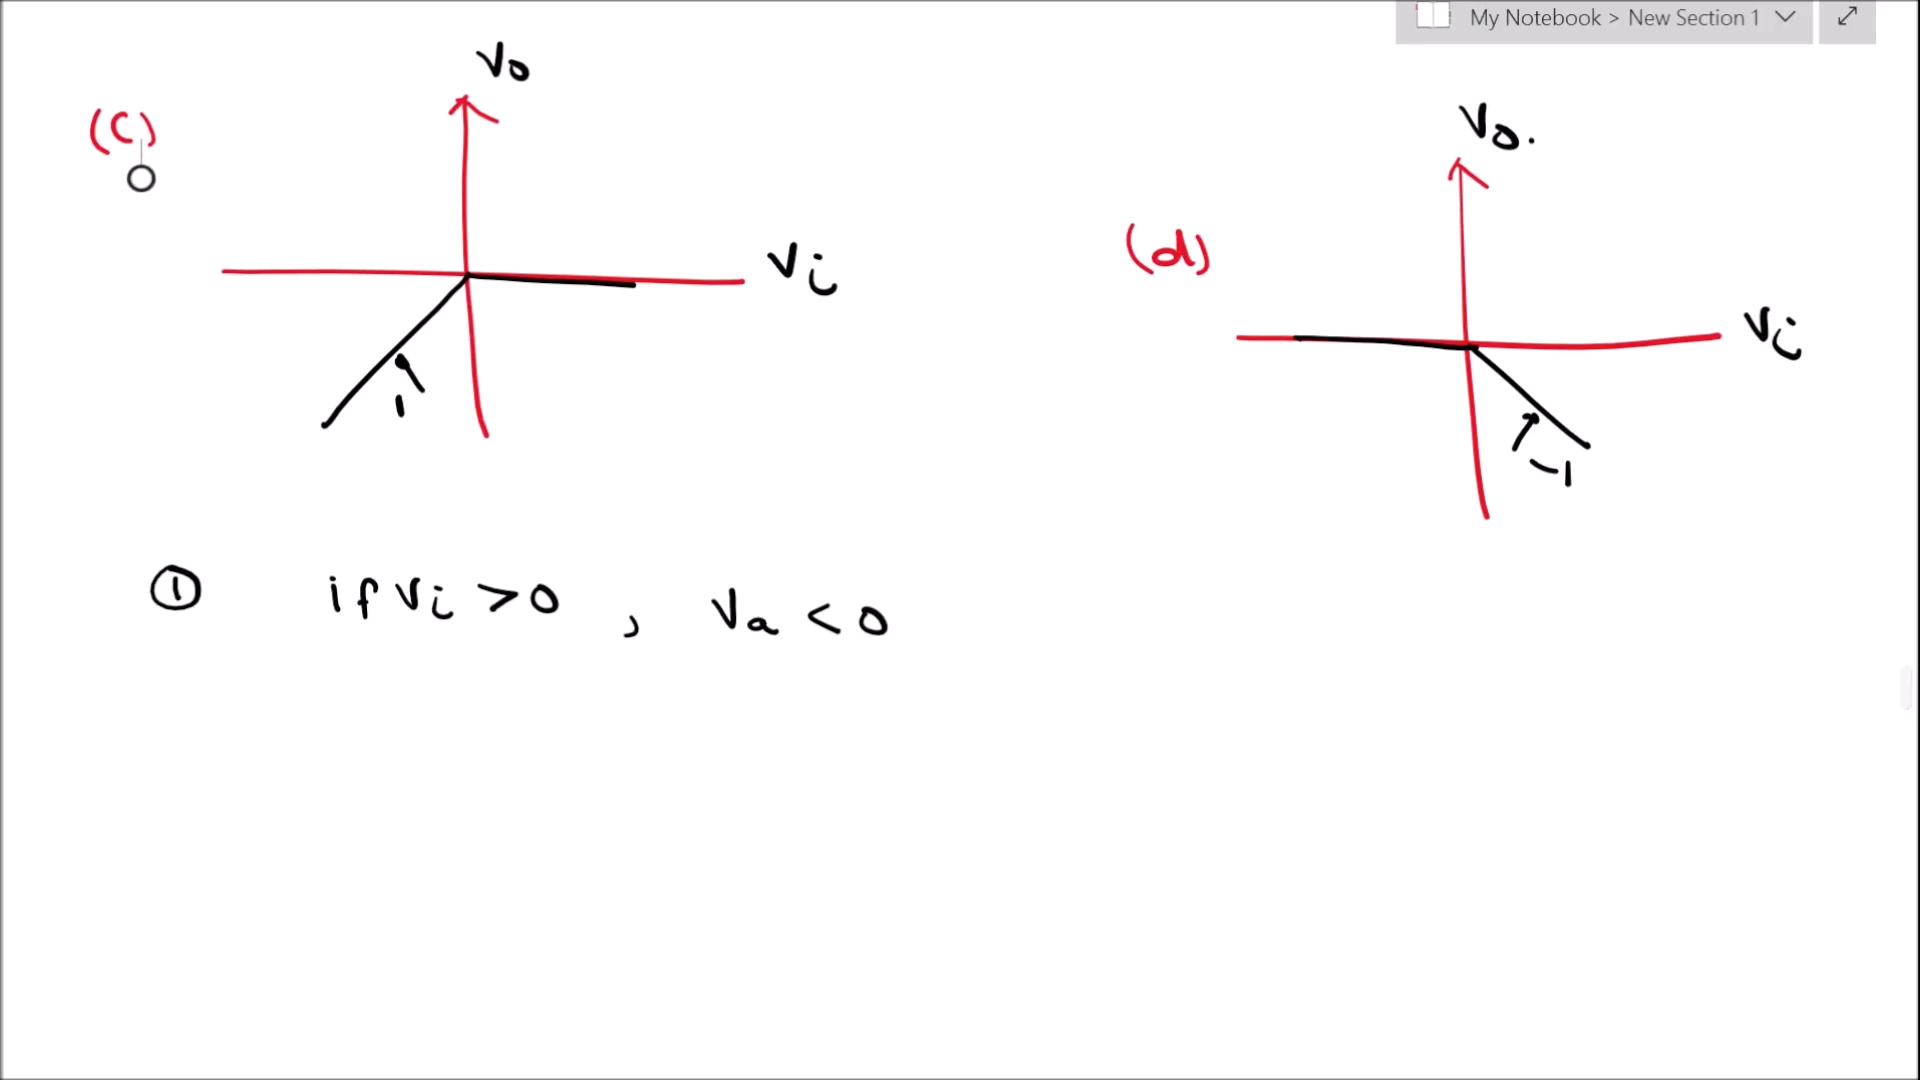 My Notebook > New Section 1
Vo
(C)
Vi
1
Vo.
(d)
Vi
-1
① if Vi > 0 , Va < 0